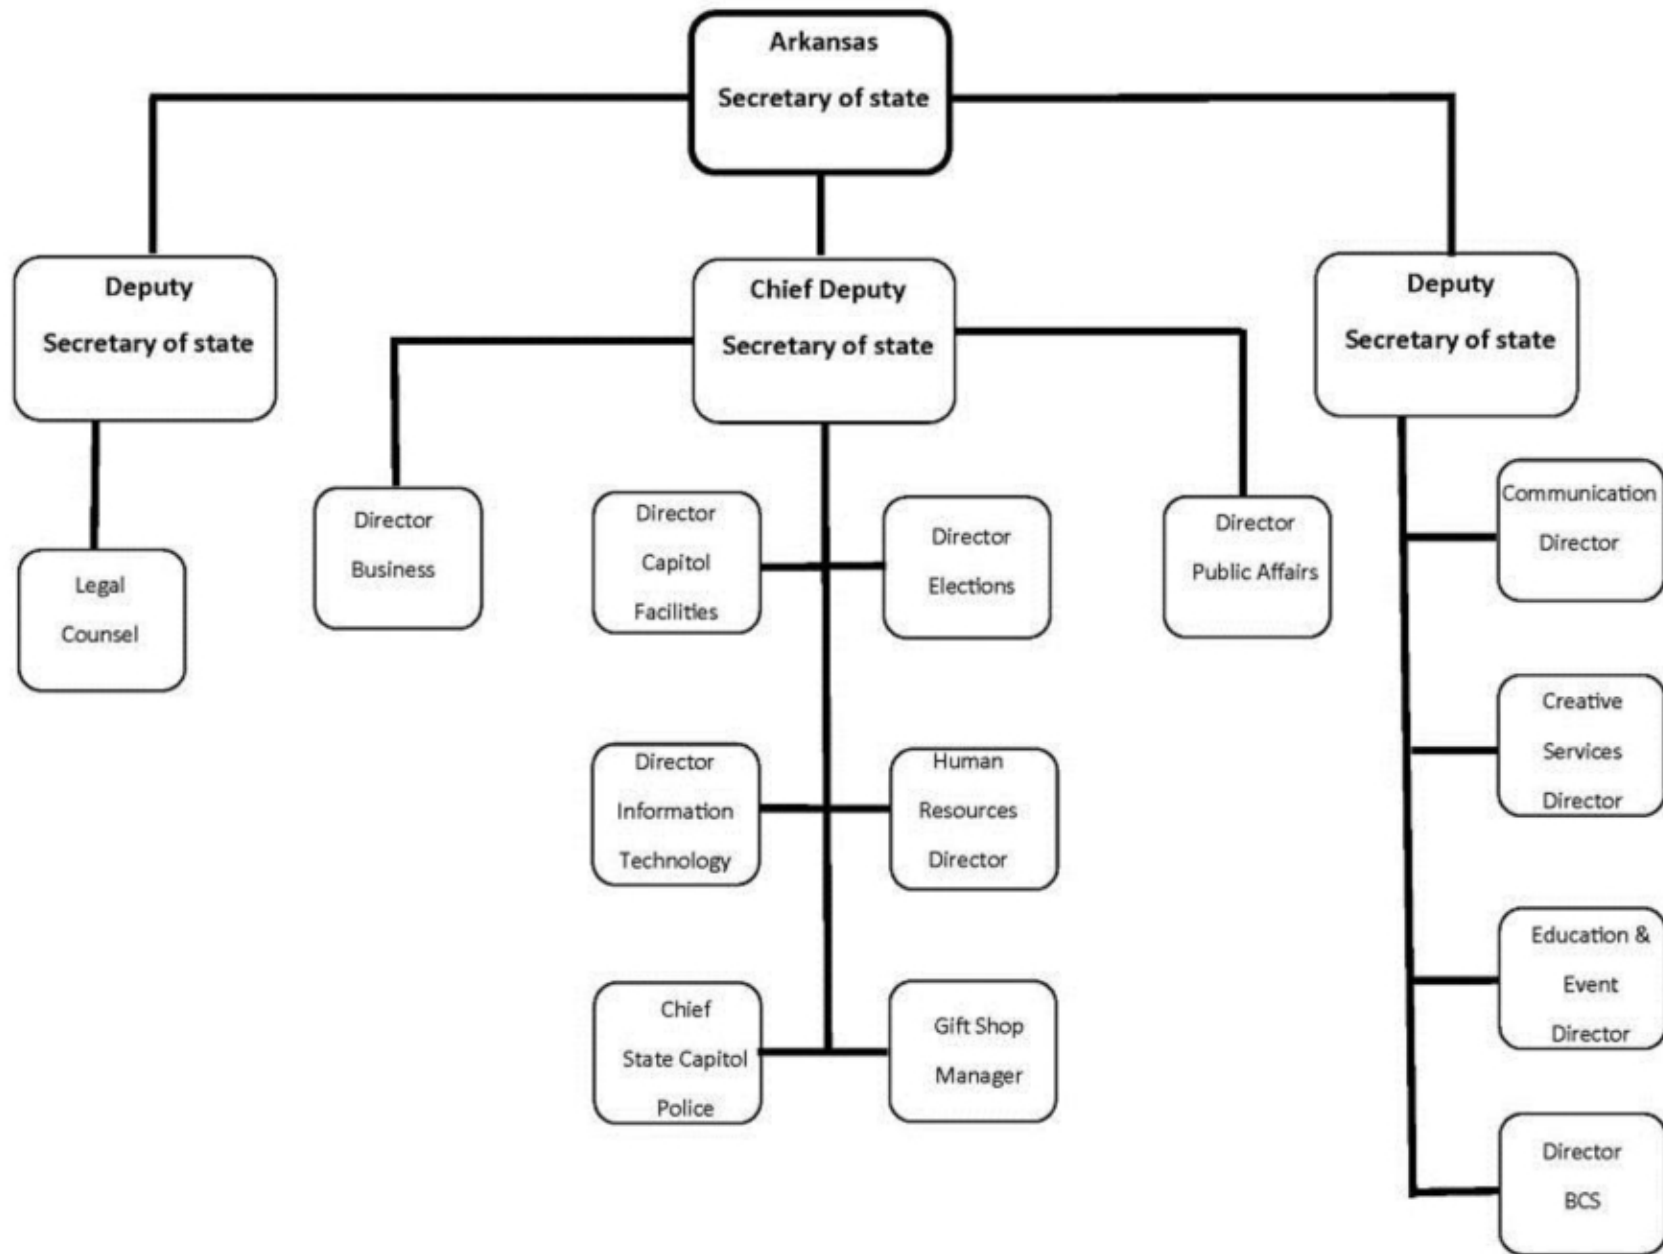 Arkansas
Secretary of state
Deputy
Secretary of state
Chief Deputy
Secretary of state
Deputy
Secretary of state
Legal
Counsel
Director
Business
Director
Capitol
Facilities
Director
Elections
Director
Public Affairs
Communication
Director
Creative
Services
Director
Director
Information
Technology
Human
Resources
Director
Education &
Event
Director
Chief
State Capitol
Police
Gift Shop
Manager
Director
BCS